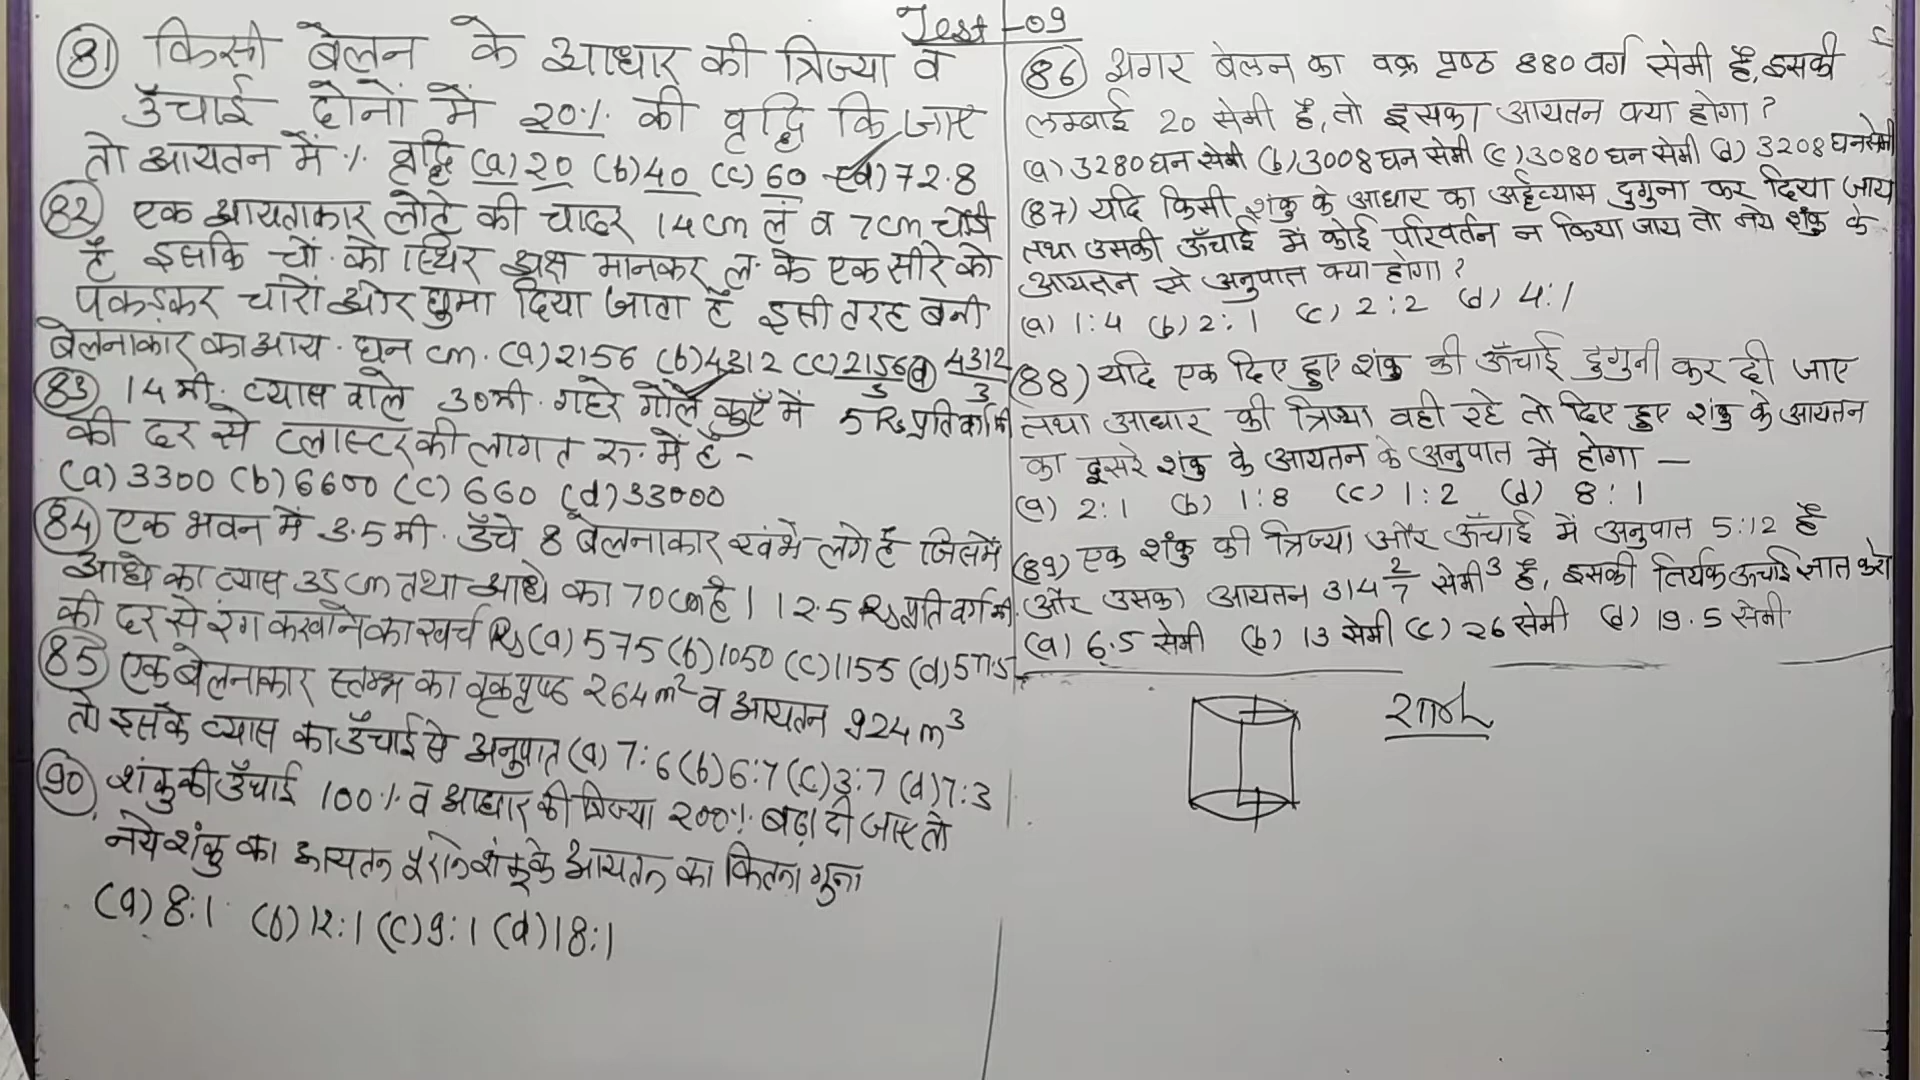 Test-09
(81) किसी बेलन के आधार की त्रिज्या व
उँचाई दोनों में 20% की वृद्धि कि जाए
तो आयतन में % वृद्धि (a) 20 (b) 40 (c) 60 (d) 72.8
(82) एक आयताकार लोहे की चादर 14cm लं व 7cm चौ
है इसकि चौ. को स्थिर अक्ष मानकर ल. के एक सीरे को
पकड़कर चारों ओर घुमा दिया जाता है इसी तरह बनी
बेलनाकार का आय. घन cm. (a) 2156 (b) 4312 (c) 2156/3 (d) 4312/3
(83) 14मी. व्यास वाले 30मी. गहरे गोल कुएँ में 5 Rs प्रति वर्ग मी
की दर से प्लास्टर की लागत रु. में है -
(a) 3300 (b) 6600 (c) 660 (d) 33000
(84) एक भवन में 3.5 मी. उँचे 8 बेलनाकार खंभे लगे है जिसमें
आधे का व्यास 35 cm तथा आधे का 70 cm है। 12.5 Rs प्रति वर्ग मी.
की दर से रंग करवाने का खर्च Rs (a) 575 (b) 1050 (c) 1155 (d) 577.5
(85) एक बेलनाकार स्तम्भ का वक्रपृष्ठ 264 m² व आयतन 924 m³
तो इसके व्यास का उँचाई से अनुपात (a) 7:6 (b) 6:7 (c) 3:7 (d) 7:3
(90) शंकु की उँचाई 100% व आधार की त्रिज्या 200% बढ़ा दी जाए तो
नये शंकु का आयतन पुराने शंकु के आयतन का कितना गुना
(a) 8:1 (b) 12:1 (c) 9:1 (d) 18:1
(86) अगर बेलन का वक्र पृष्ठ 880 वर्ग सेमी है, इसकी
लम्बाई 20 सेमी है, तो इसका आयतन क्या होगा?
(a) 3280 घन सेमी (b) 3008 घन सेमी (c) 3080 घन सेमी (d) 3208 घन सेमी
(87) यदि किसी शंकु के आधार का अर्द्धव्यास दुगुना कर दिया जाय
तथा उसकी ऊँचाई में कोई परिवर्तन न किया जाय तो नये शंकु के
आयतन से अनुपात क्या होगा?
(a) 1:4 (b) 2:1 (c) 2:2 (d) 4:1
(88) यदि एक दिए हुए शंकु की ऊँचाई दुगुनी कर दी जाए
तथा आधार की त्रिज्या वही रहे तो दिए हुए शंकु के आयतन
का दूसरे शंकु के आयतन के अनुपात में होगा —
(a) 2:1 (b) 1:8 (c) 1:2 (d) 8:1
(89) एक शंकु की त्रिज्या और ऊँचाई में अनुपात 5:12 है
और उसका आयतन 314 2/7 सेमी³ है, इसकी तिर्यक ऊंचाई ज्ञात करो
(a) 6.5 सेमी (b) 13 सेमी (c) 26 सेमी (d) 19.5 सेमी
2πrh